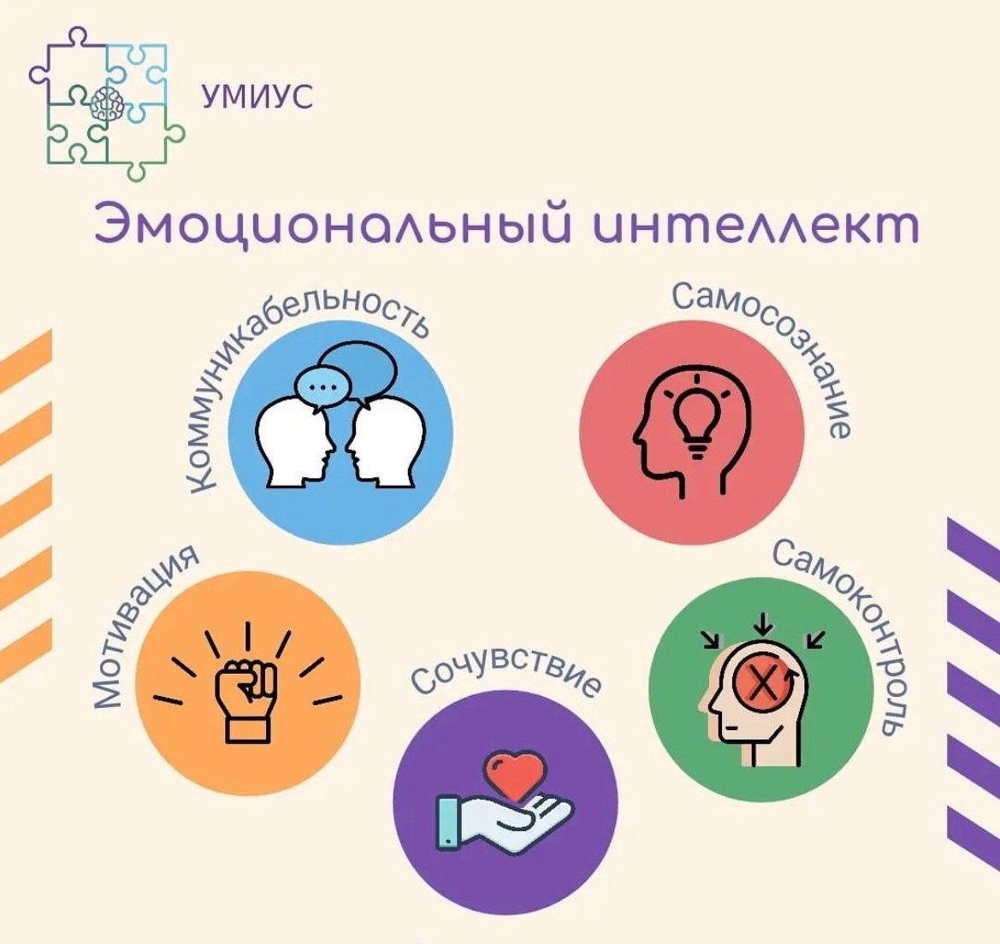 УМИУС
Эмоциональный интеллект
Коммуникабельность
Самосознание
Мотивация
Сочувствие
Самоконтроль